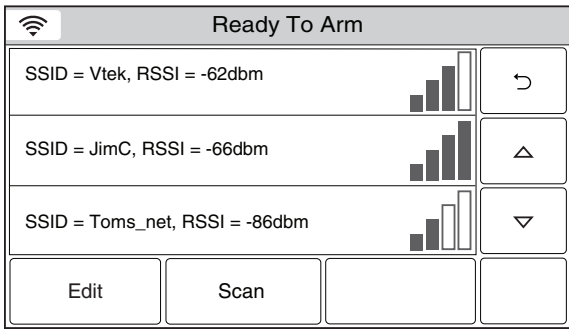 Ready To Arm
SSID = Vtek, RSSI = -62dbm
SSID = JimC, RSSI = -66dbm
SSID = Toms_net, RSSI = -86dbm
Edit
Scan